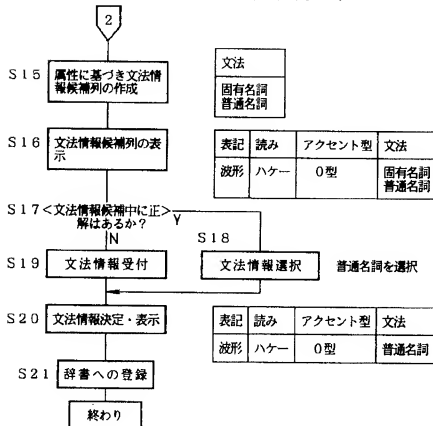 2
S15
属性に基づき文法情
報候補列の作成
文法
固有名詞
普通名詞
S16
文法情報候補列の表
示
表記 読み アクセント型 文法
波形 ハケー 0型 固有名詞
普通名詞
S17 <文法情報候補中に正>
解はあるか?
Y
N
S18
S19 文法情報受付
文法情報選択 普通名詞を選択
S20 文法情報決定・表示
表記 読み アクセント型 文法
波形 ハケー 0型 普通名詞
S21 辞書への登録
終わり